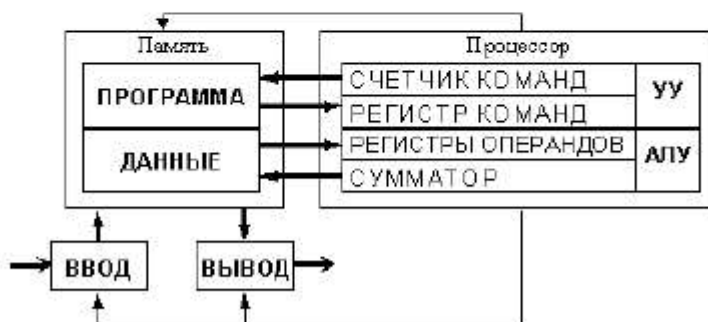 Память
Процессор
ПРОГРАММА
ДАННЫЕ
СЧЕТЧИК КОМАНД
РЕГИСТР КОМАНД
РЕГИСТРЫ ОПЕРАНДОВ
СУММАТОР
УУ
АЛУ
ВВОД
ВЫВОД